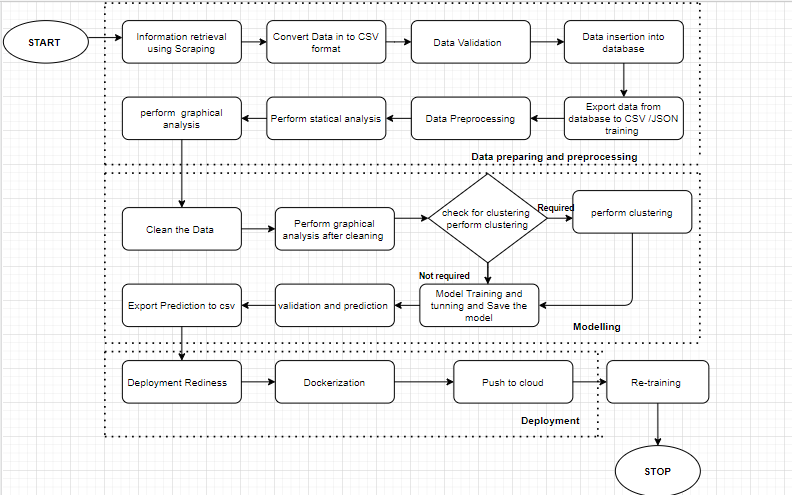 START
Information retrieval
using Scraping
Convert Data in to CSV
format
Data Validation
Data insertion into
database
perform graphical
analysis
Perform statical analysis
Data Preprocessing
Export data from
database to CSV /JSON
training
Data preparing and preprocessing
Clean the Data
Perform graphical
analysis after cleaning
check for clustering
perform clustering
Required
perform clustering
Not required
Export Prediction to csv
validation and prediction
Model Training and
tunning and Save the
model
Modelling
Deployment Rediness
Dockerization
Push to cloud
Re-training
Deployment
STOP